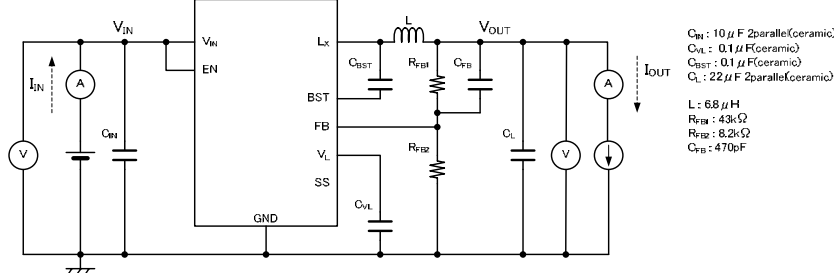 VIN
IIN
A
V
CIN
VIN
EN
LX
BST
FB
VL
SS
GND
L
CBST
RFB1
CFB
RFB2
CVL
VOUT
CL
V
A
IOUT
CIN : 10μF 2parallel(ceramic)
CVL : 0.1μF(ceramic)
CBST : 0.1μF(ceramic)
CL : 22μF 2parallel(ceramic)
L : 6.8μH
RFB1 : 43kΩ
RFB2 : 8.2kΩ
CFB : 470pF